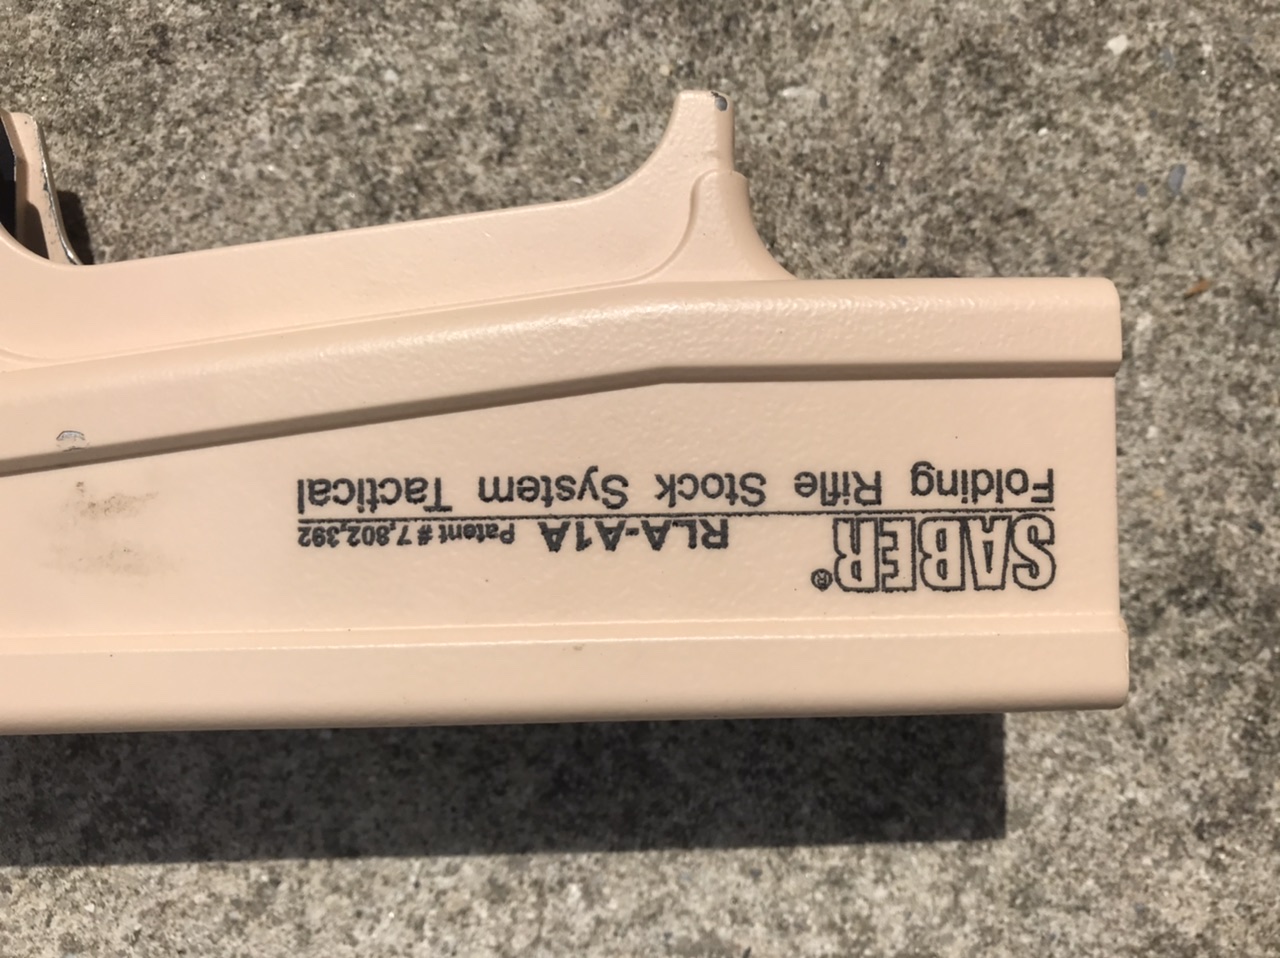 SABER® RLA-A1A Patent # 7,802,392
Folding Rifle Stock System Tactical